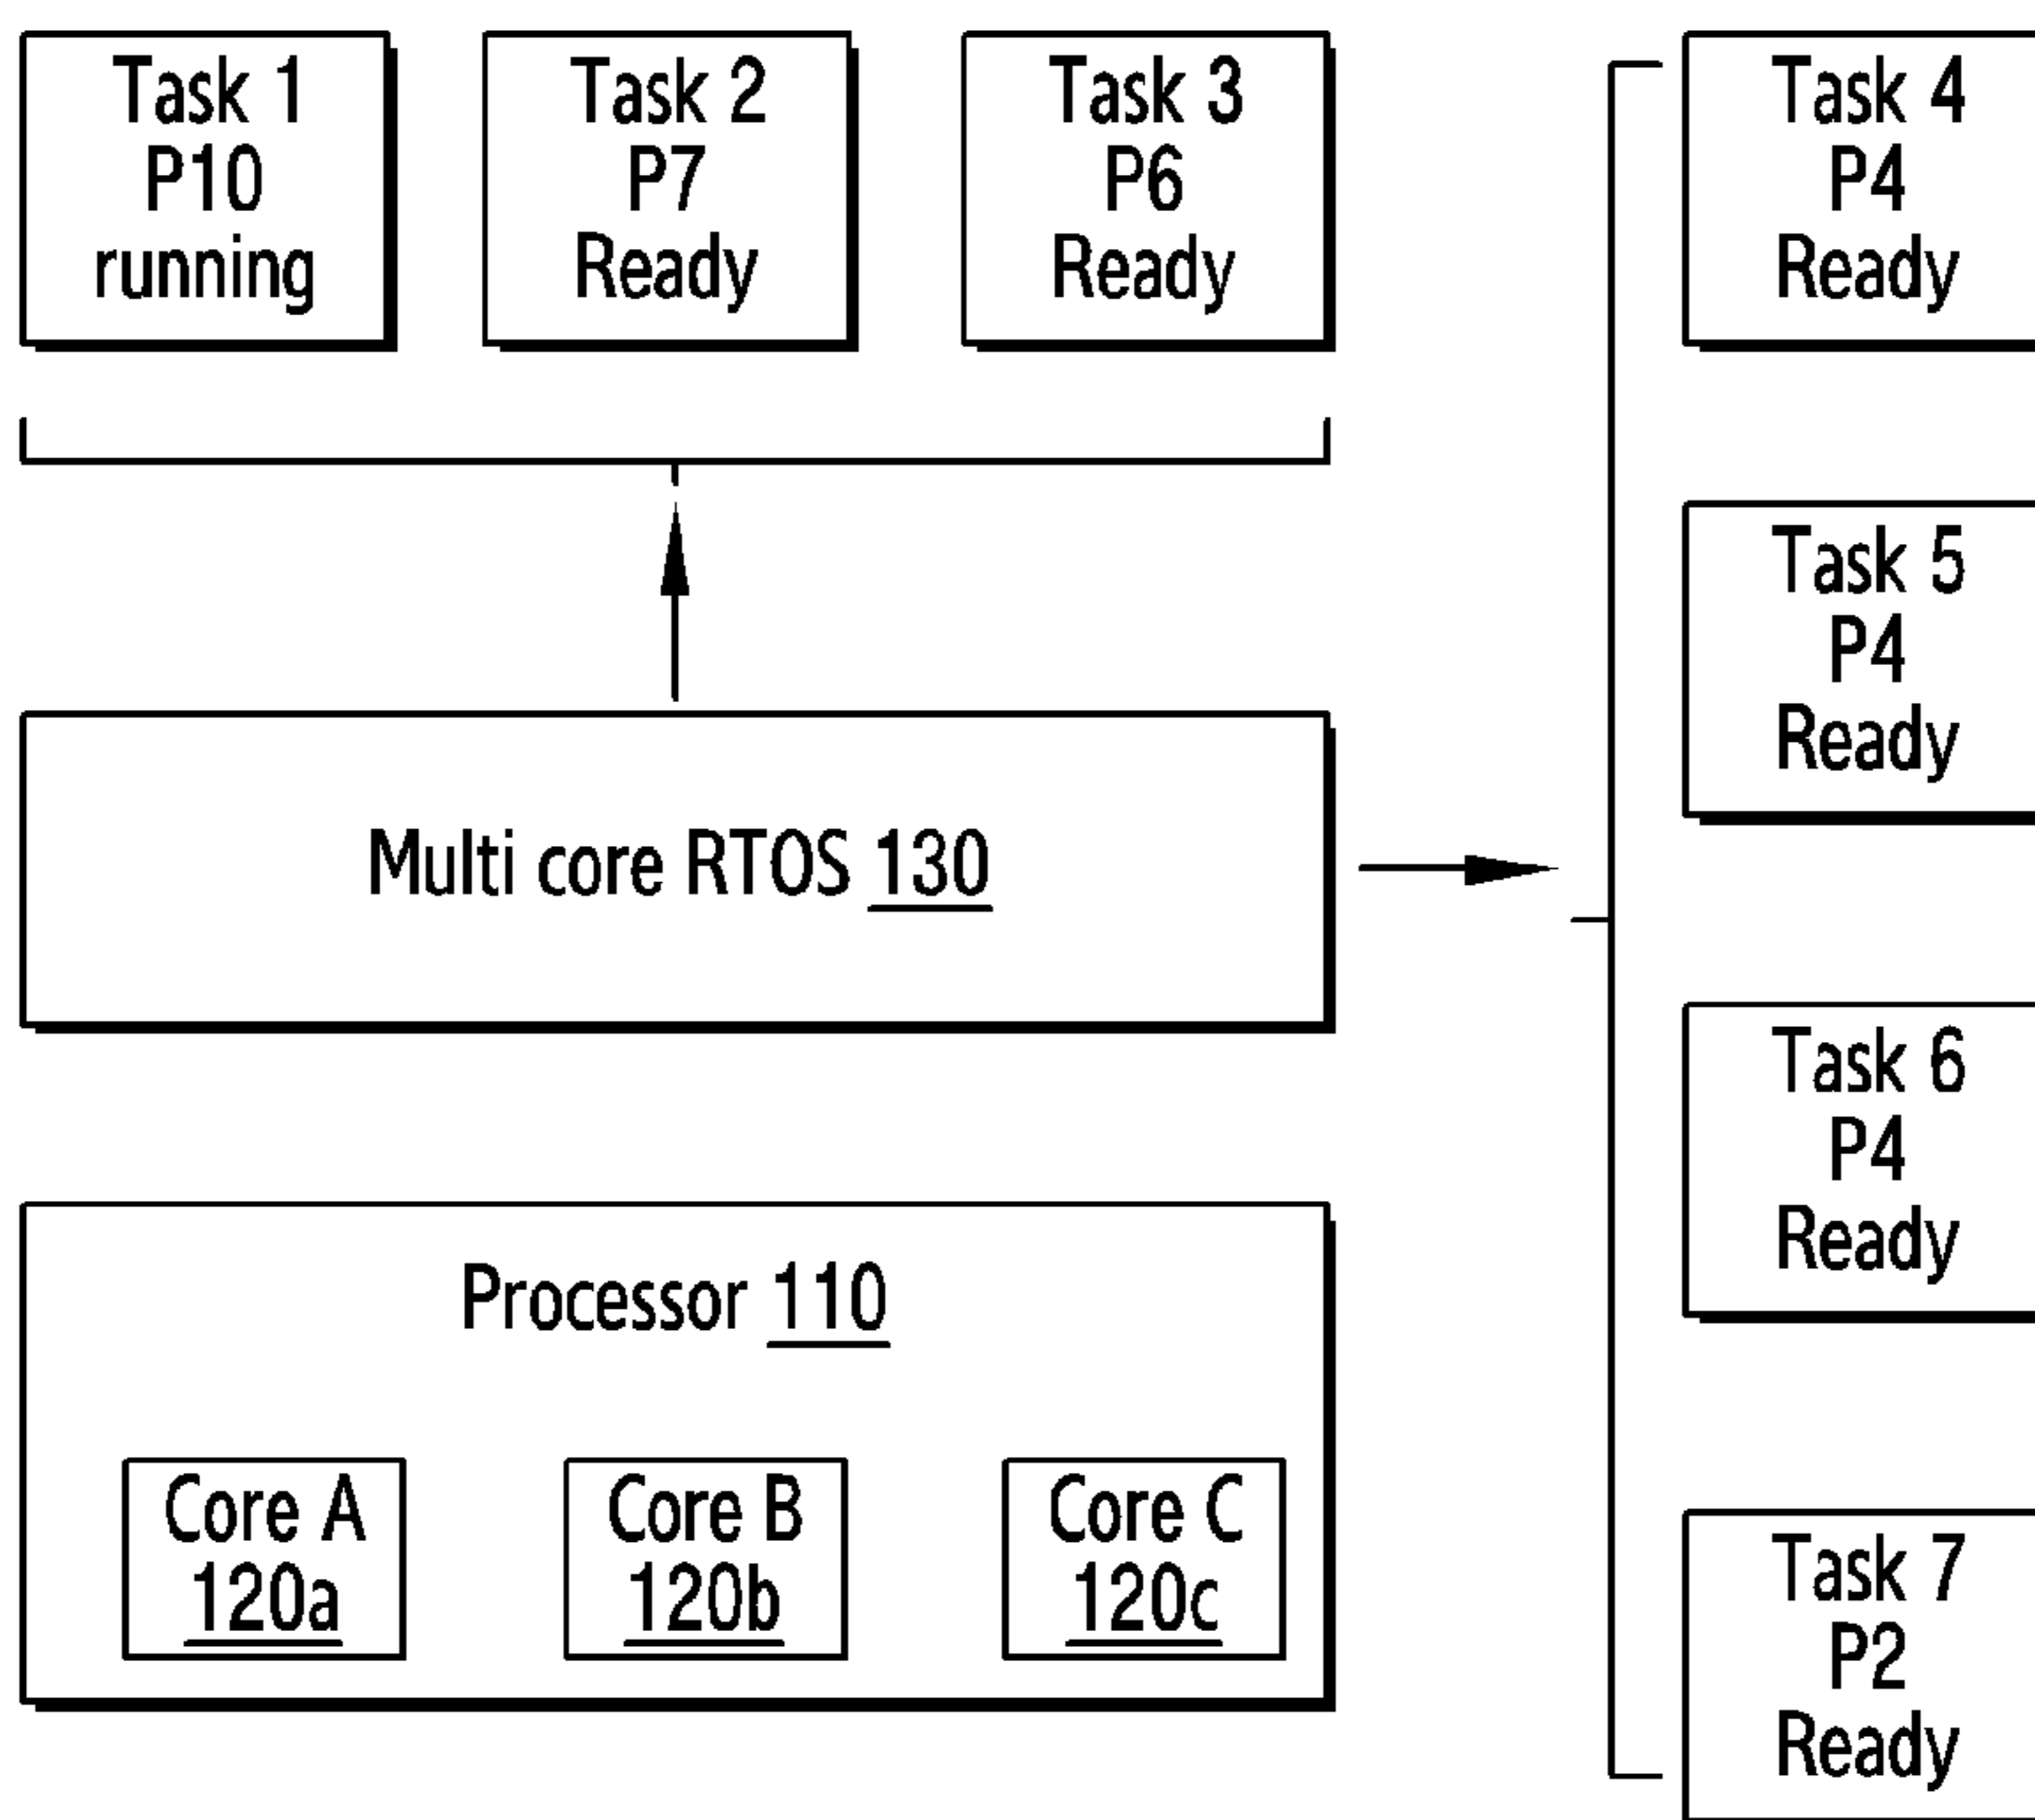 Task 1
P10
running
Task 2
P7
Ready
Task 3
P6
Ready
Task 4
P4
Ready
Task 5
P4
Ready
Multi core RTOS 130
Task 6
P4
Ready
Processor 110
Core A
120a
Core B
120b
Core C
120c
Task 7
P2
Ready